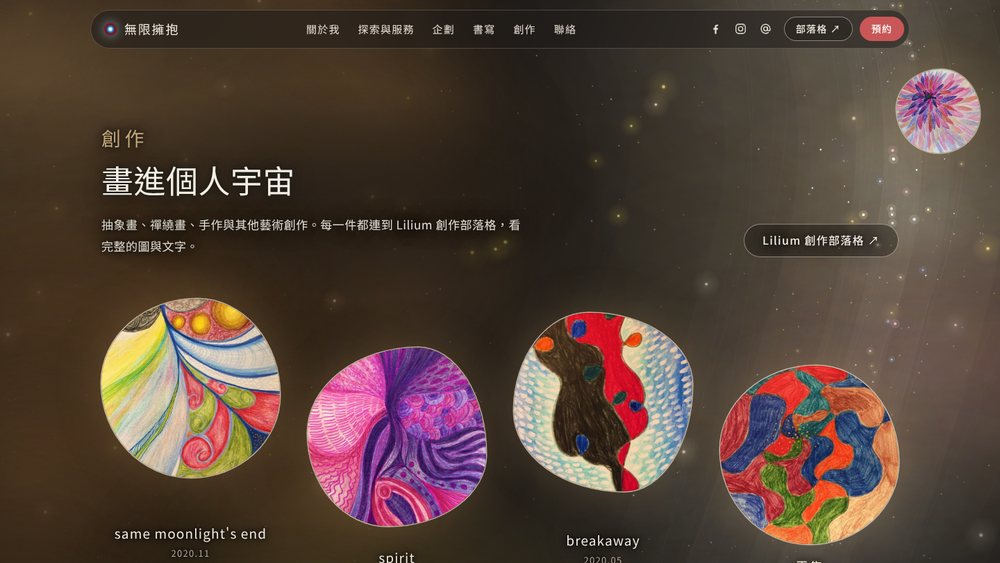 無限擁抱
關於我 探索與服務 企劃 書寫 創作 聯絡
部落格 ↗
預約
創作
畫進個人宇宙
抽象畫、禪繞畫、手作與其他藝術創作。每一件都連到 Lilium 創作部落格,看
完整的圖與文字。
Lilium 創作部落格 ↗
same moonlight's end
2020.11
spirit
breakaway
2020.05